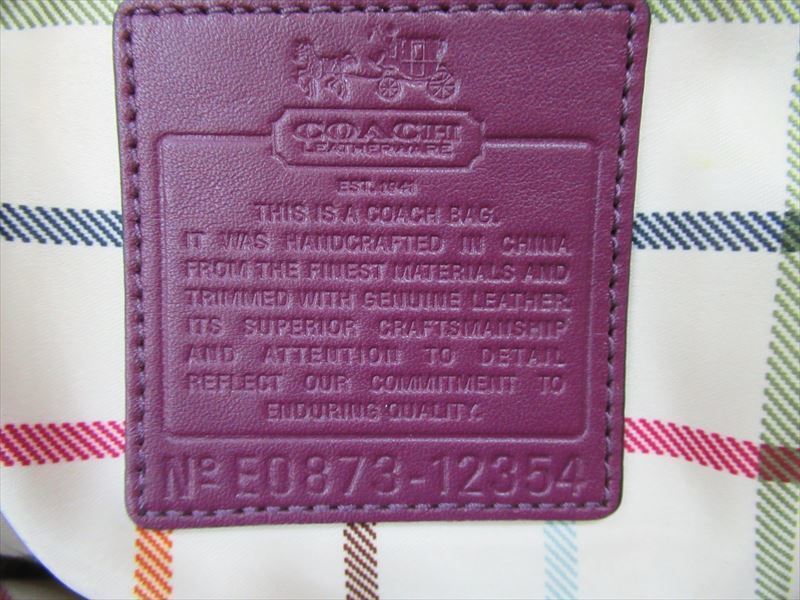 COACH
LEATHERWARE
EST. 1941
THIS IS A COACH BAG.
IT WAS HANDCRAFTED IN CHINA
FROM THE FINEST MATERIALS AND
TRIMMED WITH GENUINE LEATHER.
ITS SUPERIOR CRAFTSMANSHIP
AND ATTENTION TO DETAIL
REFLECT OUR COMMITMENT TO
ENDURING QUALITY.
Nº E0873-12354